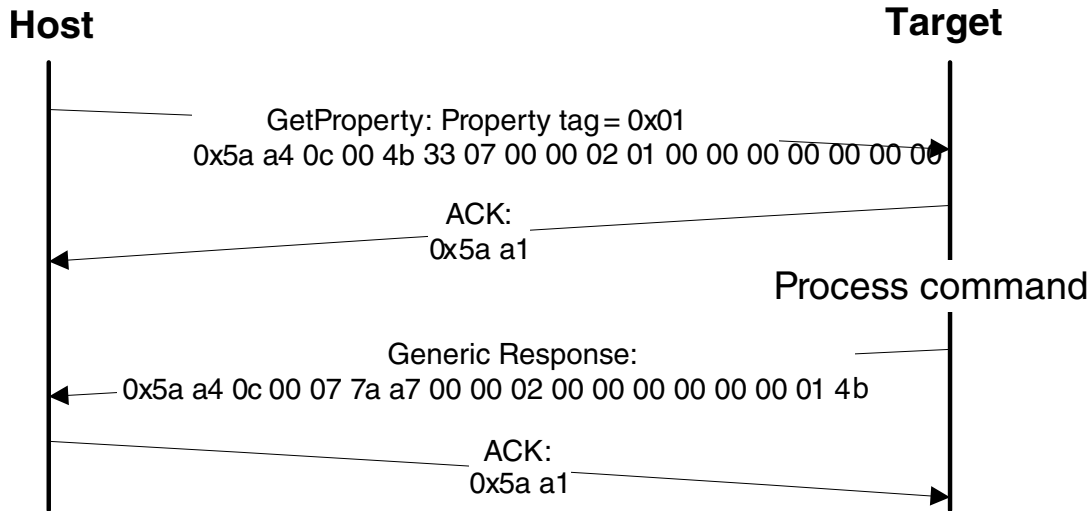 Host
Target
GetProperty: Property tag = 0x01
0x5a a4 0c 00 4b 33 07 00 00 02 01 00 00 00 00 00 00 00
ACK:
0x5a a1
Process command
Generic Response:
0x5a a4 0c 00 07 7a a7 00 00 02 00 00 00 00 00 00 01 4b
ACK:
0x5a a1